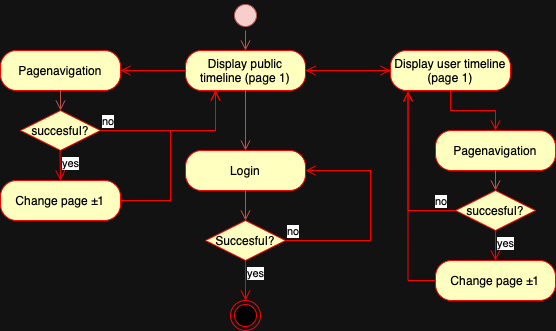 Pagenavigation
Display public
timeline (page 1)
Display user timeline
(page 1)
succesful?
no
yes
Change page ±1
Login
Succesful?
no
yes
Pagenavigation
succesful?
no
yes
Change page ±1